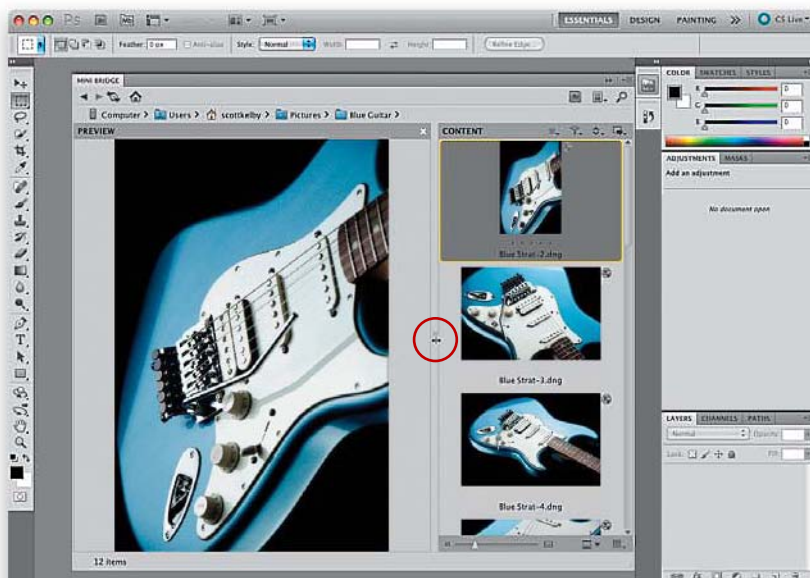 Ps Br Mb ESSENTIALS DESIGN PAINTING CS Live
Feather: 0 px Anti-alias Style: Normal Width: Height: Refine Edge...
MINI BRIDGE
Computer > Users > scottkelby > Pictures > Blue Guitar >
PREVIEW
CONTENT
Blue Strat-2.dng
Blue Strat-3.dng
Blue Strat-4.dng
12 items
COLOR SWATCHES STYLES
R 0
G 0
B 0
ADJUSTMENTS MASKS
Add an adjustment
No document open
LAYERS CHANNELS PATHS
Normal Opacity:
Lock: Fill: